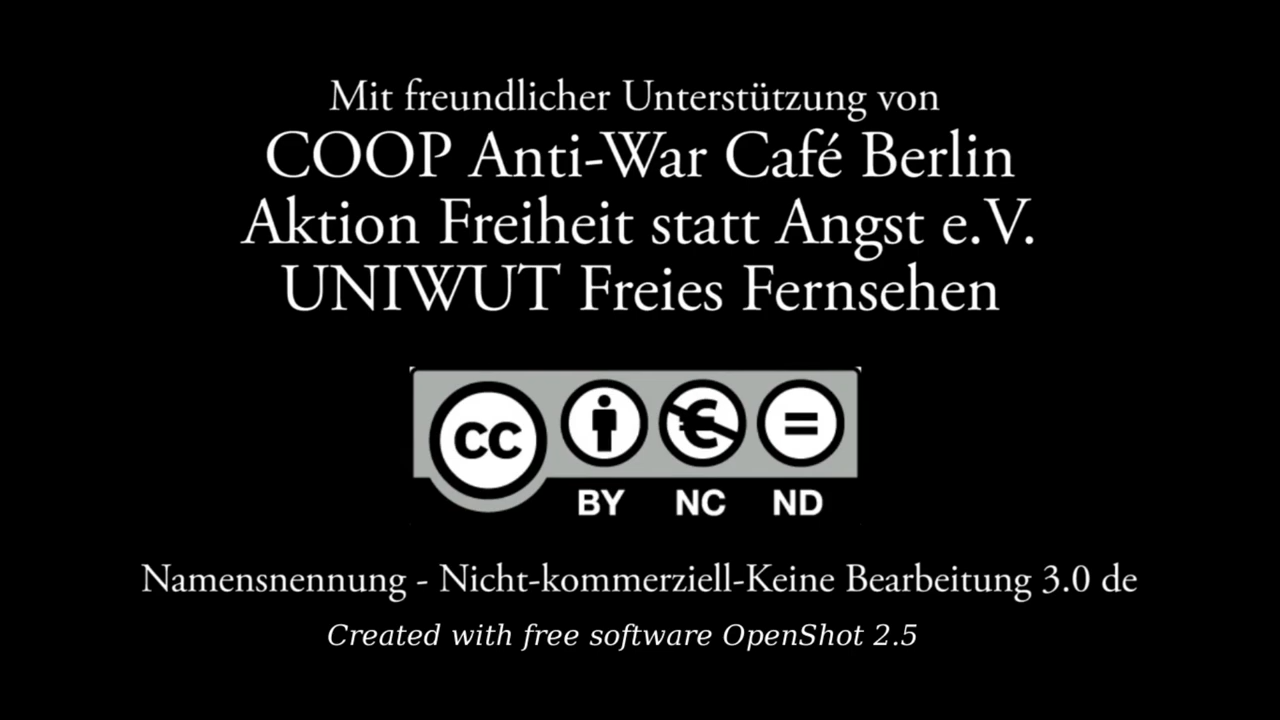 Mit freundlicher Unterstützung von
COOP Anti-War Café Berlin
Aktion Freiheit statt Angst e.V.
UNIWUT Freies Fernsehen
cc
BY NC ND
Namensnennung - Nicht-kommerziell-Keine Bearbeitung 3.0 de
Created with free software OpenShot 2.5